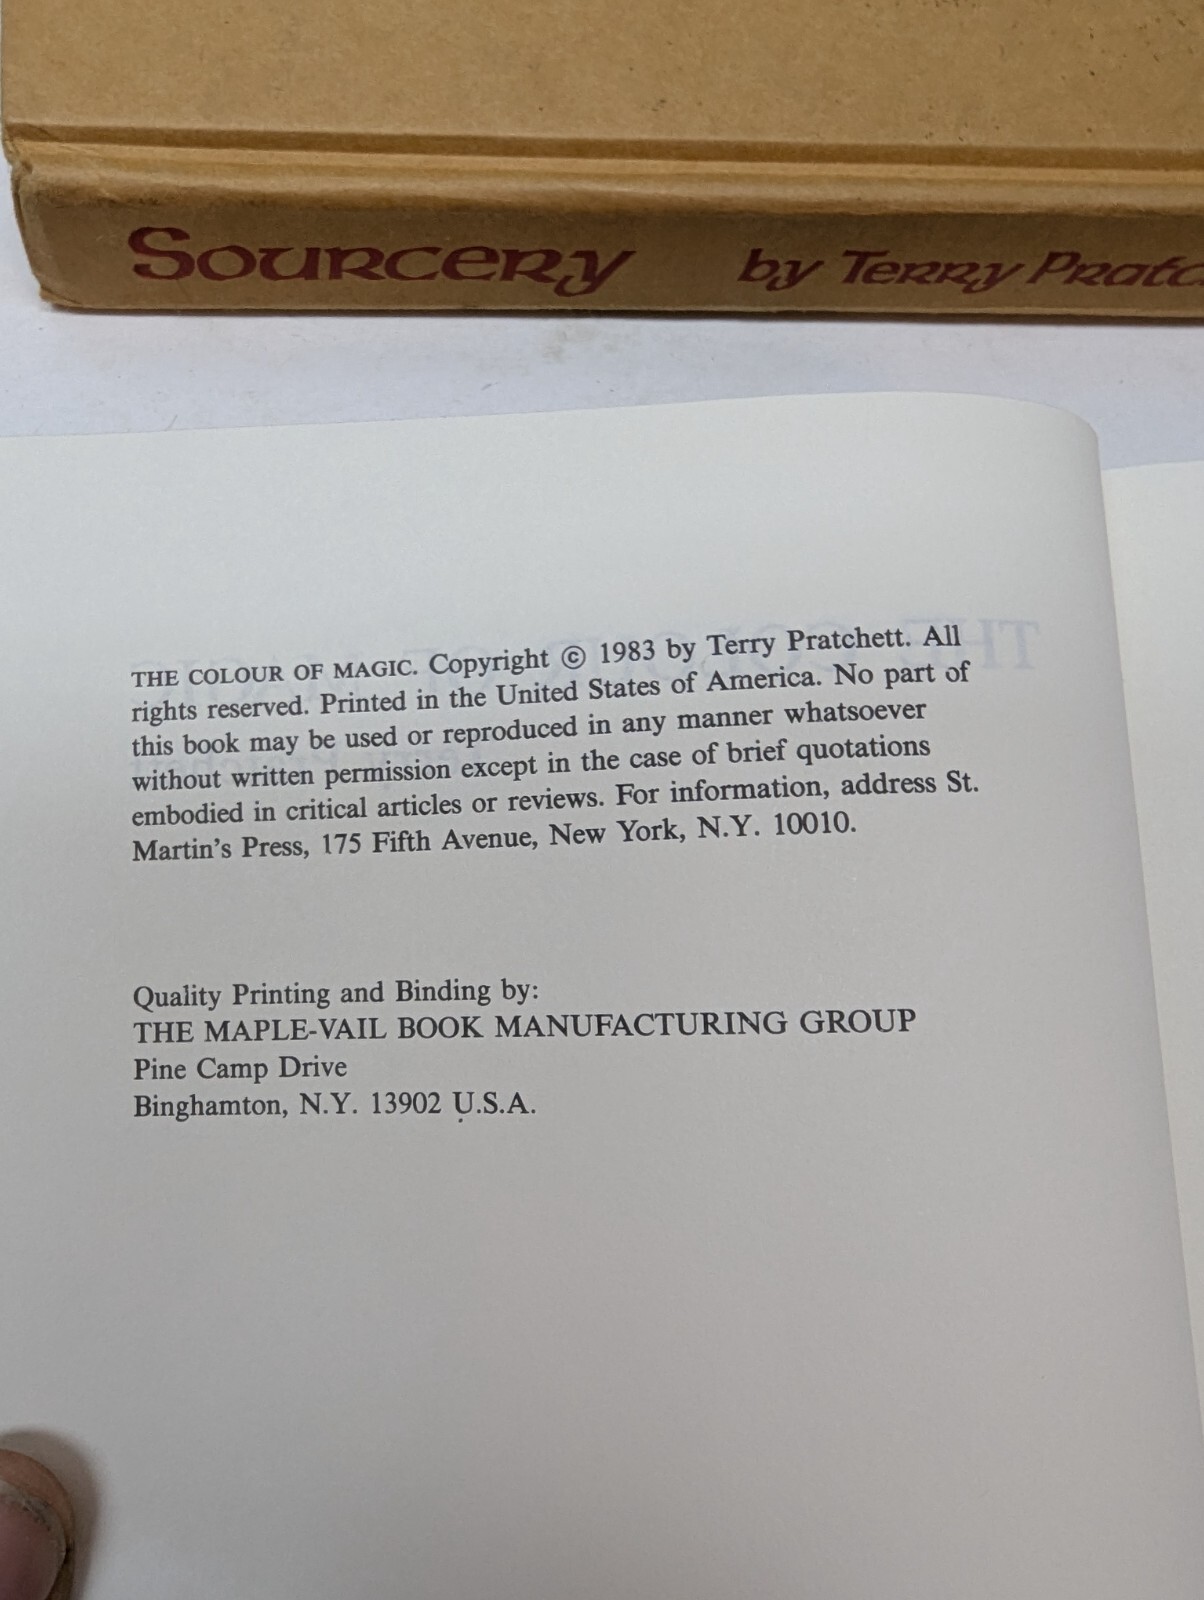 Sourcery by Terry
THE COLOUR OF MAGIC. Copyright © 1983 by Terry Pratchett. All
rights reserved. Printed in the United States of America. No part of
this book may be used or reproduced in any manner whatsoever
without written permission except in the case of brief quotations
embodied in critical articles or reviews. For information, address St.
Martin's Press, 175 Fifth Avenue, New York, N.Y. 10010.
Quality Printing and Binding by:
THE MAPLE-VAIL BOOK MANUFACTURING GROUP
Pine Camp Drive
Binghamton, N.Y. 13902 U.S.A.